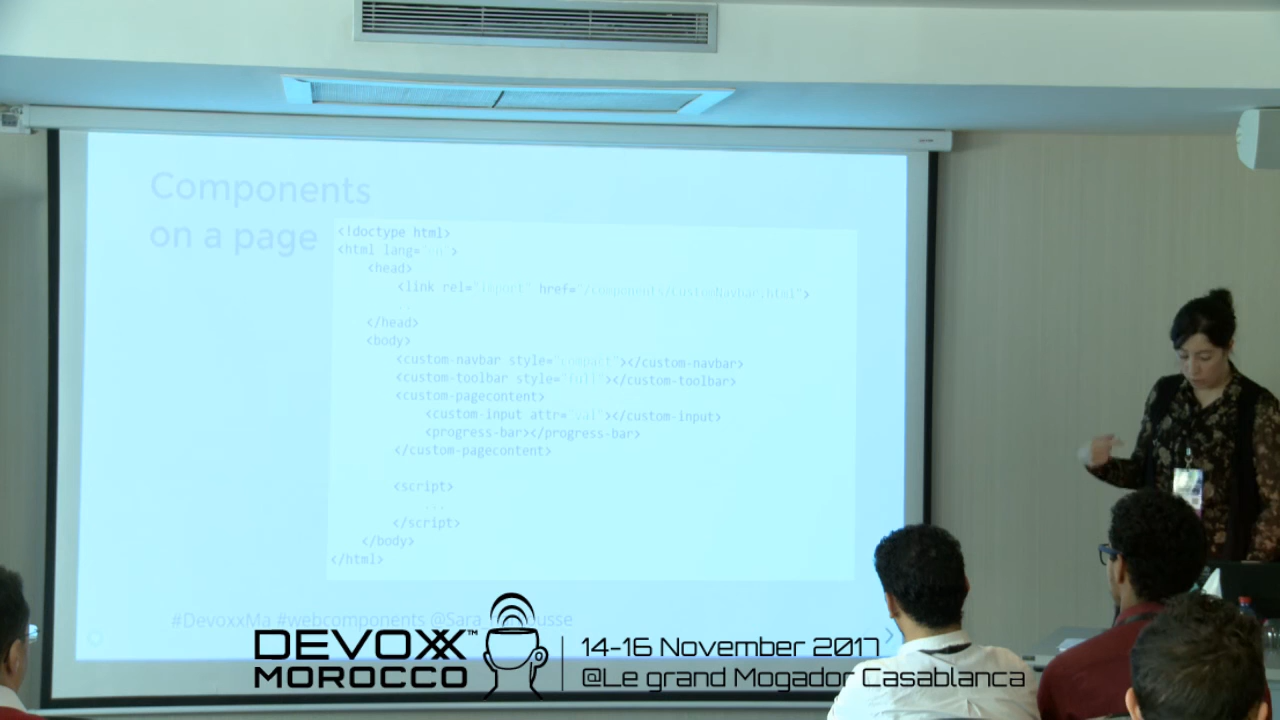 Components
on a page
<!doctype html>
<html lang="en">
<head>
<link rel="import" href="/components/customNavbar.html">
...
</head>
<body>
<custom-navbar style="compact"></custom-navbar>
<custom-toolbar style="full"></custom-toolbar>
<custom-pagecontent>
<custom-input attr="val"></custom-input>
<progress-bar></progress-bar>
</custom-pagecontent>
<script>
...
</script>
</body>
</html>
#DevoxxMa #webcomponents
DEVOXX™
MOROCCO
14-16 November 2017
@Le grand Mogador Casablanca